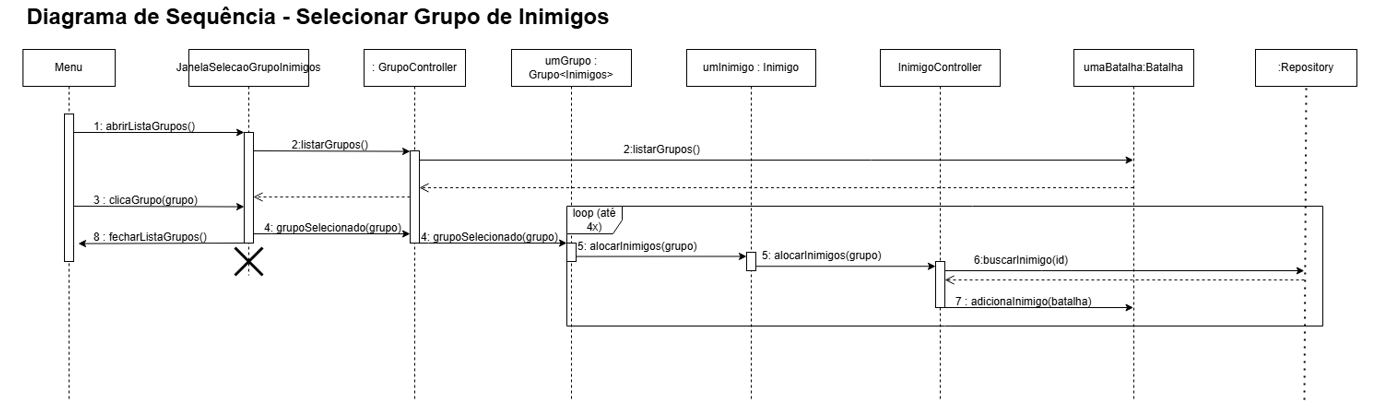 Diagrama de Sequência - Selecionar Grupo de Inimigos
Menu
JanelaSelecaoGrupoInimigos
: GrupoController
umGrupo :
Grupo<Inimigos>
umInimigo : Inimigo
InimigoController
umaBatalha:Batalha
:Repository
1: abrirListaGrupos()
2:listarGrupos()
2:listarGrupos()
3 : clicaGrupo(grupo)
loop (até
4x)
4: grupoSelecionado(grupo)
8 : fecharListaGrupos()
4: grupoSelecionado(grupo)
5: alocarInimigos(grupo)
5: alocarInimigos(grupo)
6:buscarInimigo(id)
7 : adicionaInimigo(batalha)